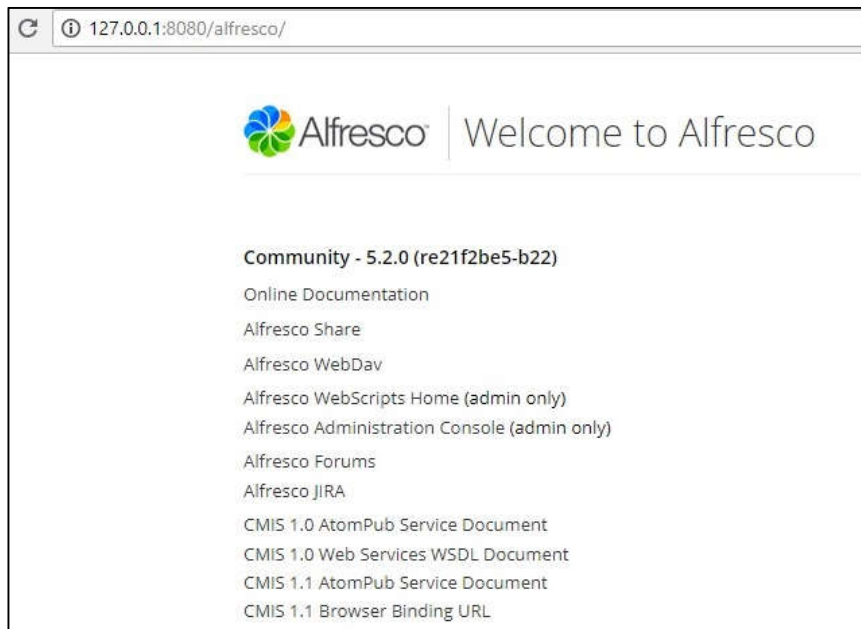 127.0.0.1:8080/alfresco/
Alfresco™ Welcome to Alfresco
Community - 5.2.0 (re21f2be5-b22)
Online Documentation
Alfresco Share
Alfresco WebDav
Alfresco WebScripts Home (admin only)
Alfresco Administration Console (admin only)
Alfresco Forums
Alfresco JIRA
CMIS 1.0 AtomPub Service Document
CMIS 1.0 Web Services WSDL Document
CMIS 1.1 AtomPub Service Document
CMIS 1.1 Browser Binding URL